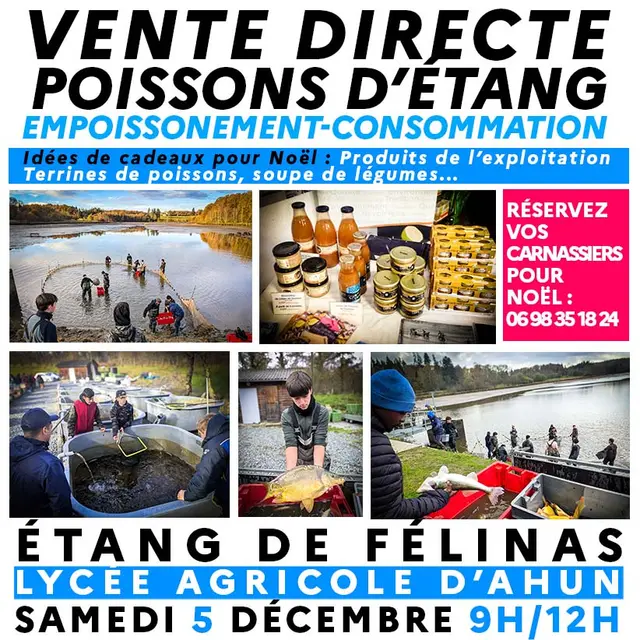 VENTE DIRECTE
POISSONS D'ÉTANG
EMPOISSONEMENT-CONSOMMATION
Idées de cadeaux pour Noël : Produits de l'exploitation
Terrines de poissons, soupe de légumes...
RÉSERVEZ
VOS
CARNASSIERS
POUR
NOËL :
06 98 35 18 24
ÉTANG DE FÉLINAS
LYCÉE AGRICOLE D'AHUN
SAMEDI 5 DÉCEMBRE 9H/12H